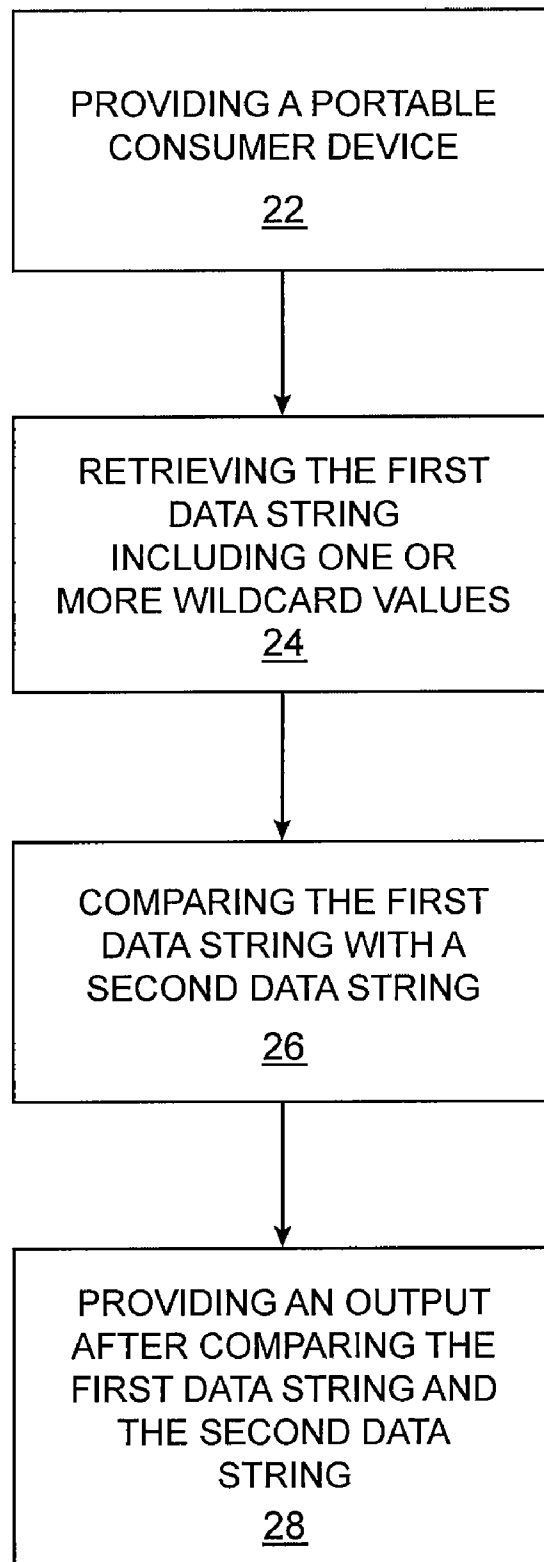 PROVIDING A PORTABLE
CONSUMER DEVICE
22
RETRIEVING THE FIRST
DATA STRING
INCLUDING ONE OR
MORE WILDCARD VALUES
24
COMPARING THE FIRST
DATA STRING WITH A
SECOND DATA STRING
26
PROVIDING AN OUTPUT
AFTER COMPARING THE
FIRST DATA STRING AND
THE SECOND DATA
STRING
28